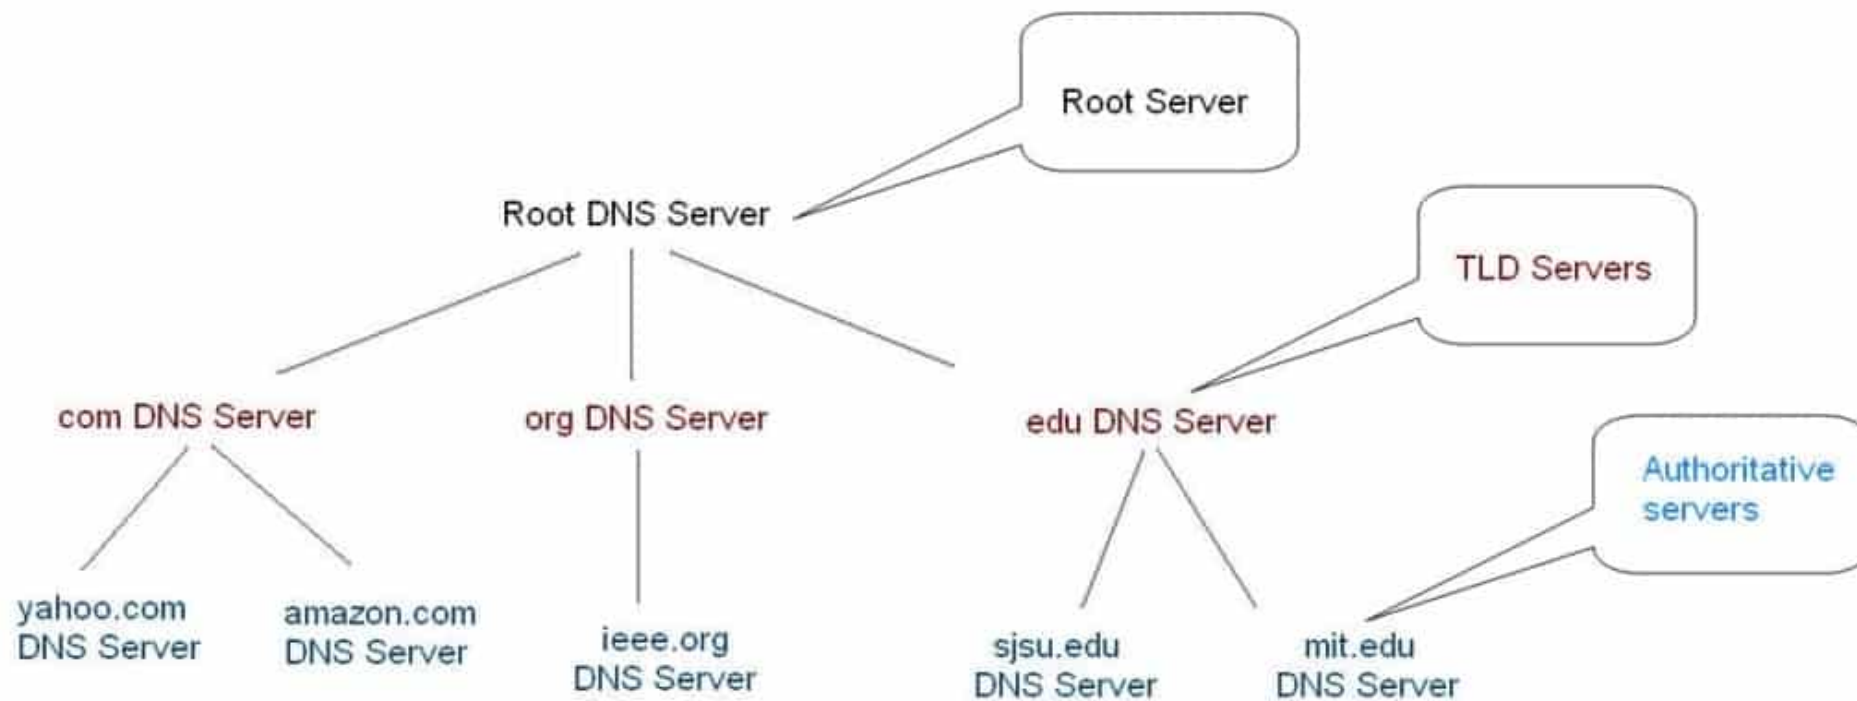 Root Server
Root DNS Server
TLD Servers
com DNS Server
org DNS Server
edu DNS Server
Authoritative
servers
yahoo.com
DNS Server
amazon.com
DNS Server
ieee.org
DNS Server
sjsu.edu
DNS Server
mit.edu
DNS Server